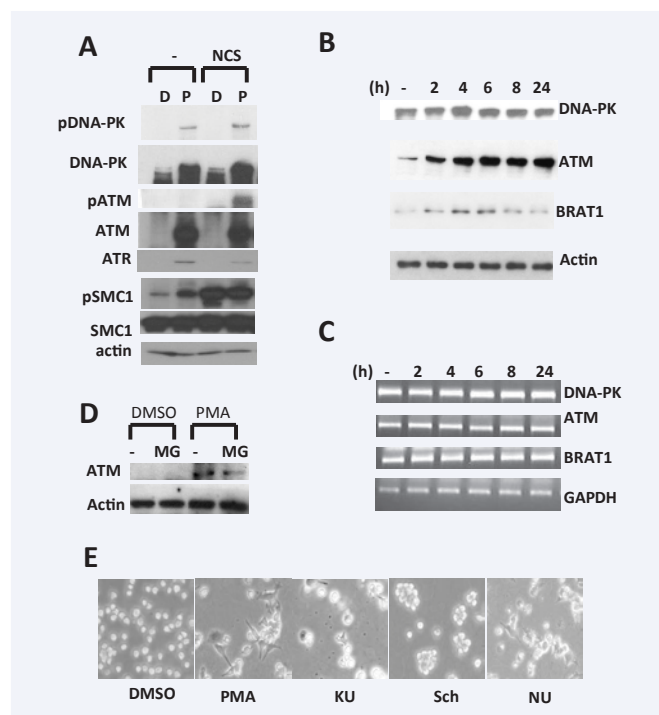 A
- NCS
D P D P
pDNA-PK
DNA-PK
pATM
ATM
ATR
pSMC1
SMC1
actin
B
(h) - 2 4 6 8 24
DNA-PK
ATM
BRAT1
Actin
C
(h) - 2 4 6 8 24
DNA-PK
ATM
BRAT1
GAPDH
D
DMSO PMA
- MG - MG
ATM
Actin
E
DMSO PMA KU Sch NU